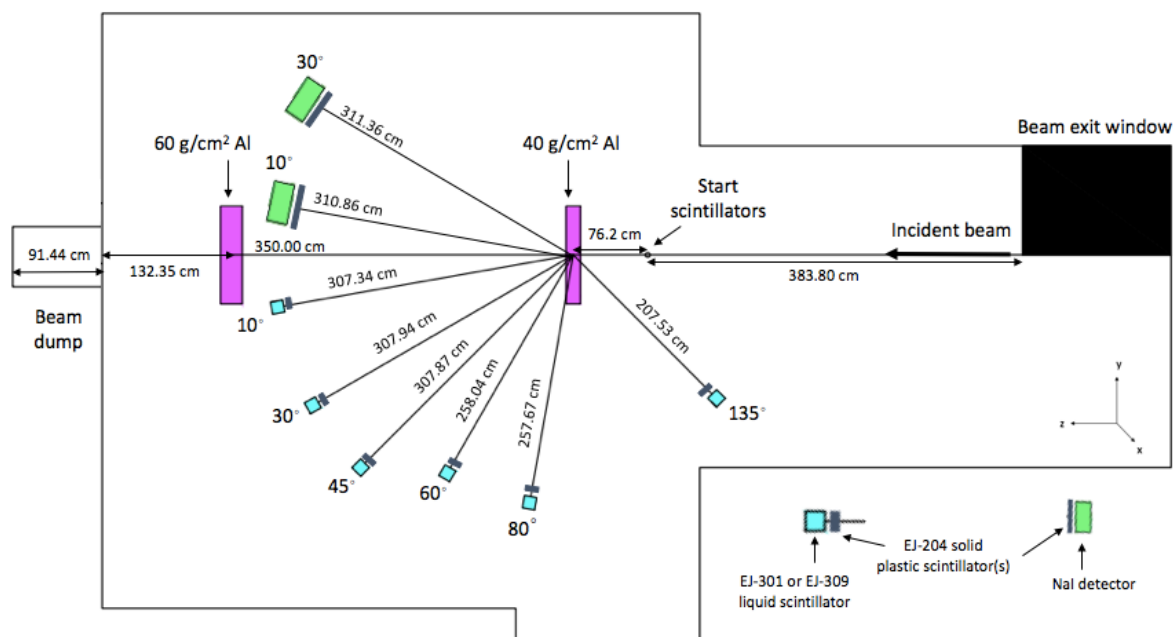 30°
60 g/cm² Al
40 g/cm² Al
Beam exit window
311.36 cm
10°
Start
scintillators
310.86 cm
76.2 cm
Incident beam
91.44 cm
350.00 cm
132.35 cm
383.80 cm
307.34 cm
Beam
dump
10°
307.94 cm
307.87 cm
258.04 cm
257.67 cm
207.53 cm
30°
45°
60°
80°
135°
y
z
x
EJ-204 solid
plastic scintillator(s)
EJ-301 or EJ-309
liquid scintillator
NaI detector